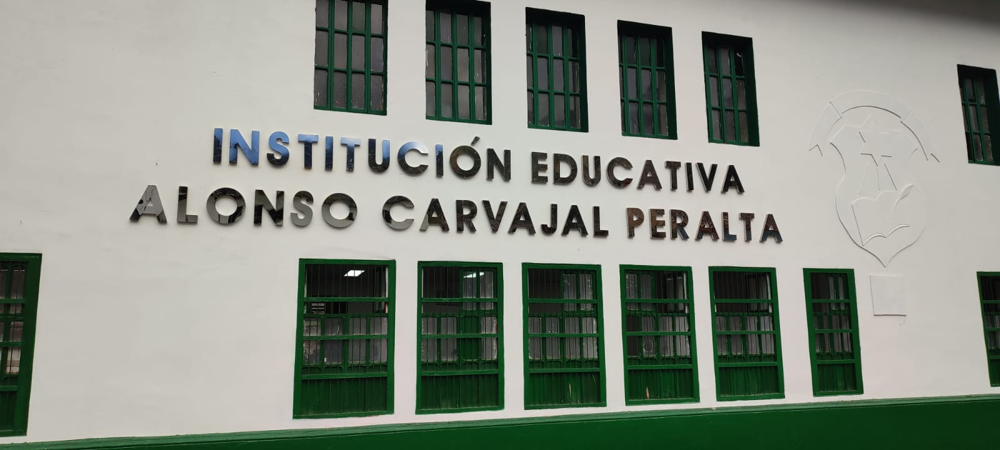 INSTITUCIÓN EDUCATIVA
ALONSO CARVAJAL PERALTA